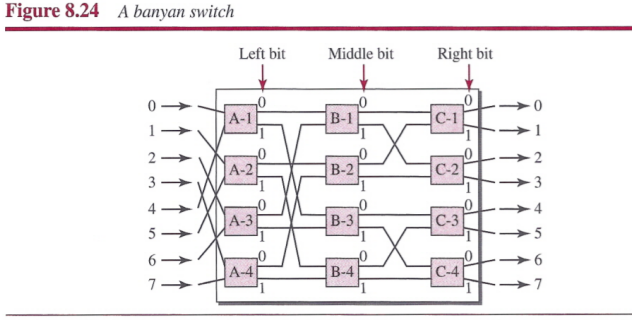 Figure 8.24 A banyan switch
Left bit Middle bit Right bit
0 0 0 0 0
A-1 B-1 C-1
1 1 1 1 1
2 0 0 0 2
A-2 B-2 C-2
3 1 1 1 3
4 0 0 0 4
A-3 B-3 C-3
5 1 1 1 5
6 0 0 0 6
A-4 B-4 C-4
7 1 1 1 7